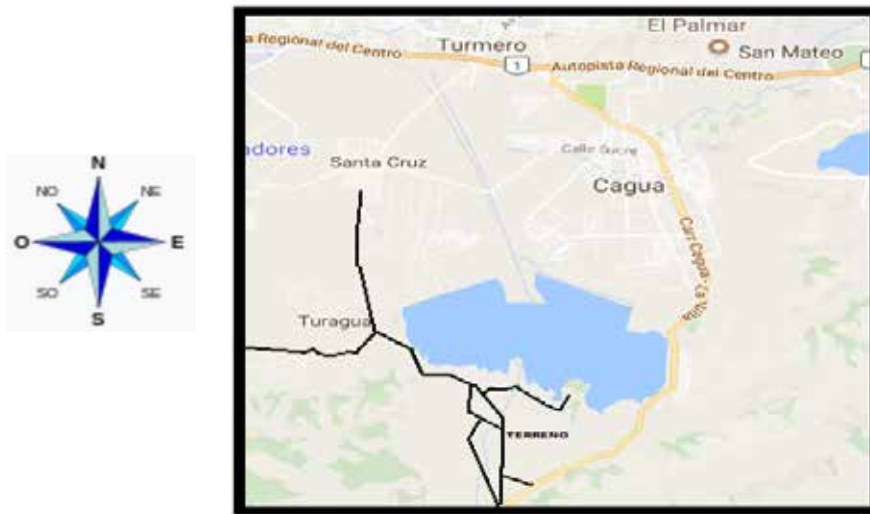 N
NO
NE
O
E
SO
SE
S
El Palmar
a Regional del Centro
Turmero
1
San Mateo
Autopista Regional del Centro
adores
Calle Sucre
Santa Cruz
Cagua
Carr Cagua - La Villa
Turagua
TERRENO